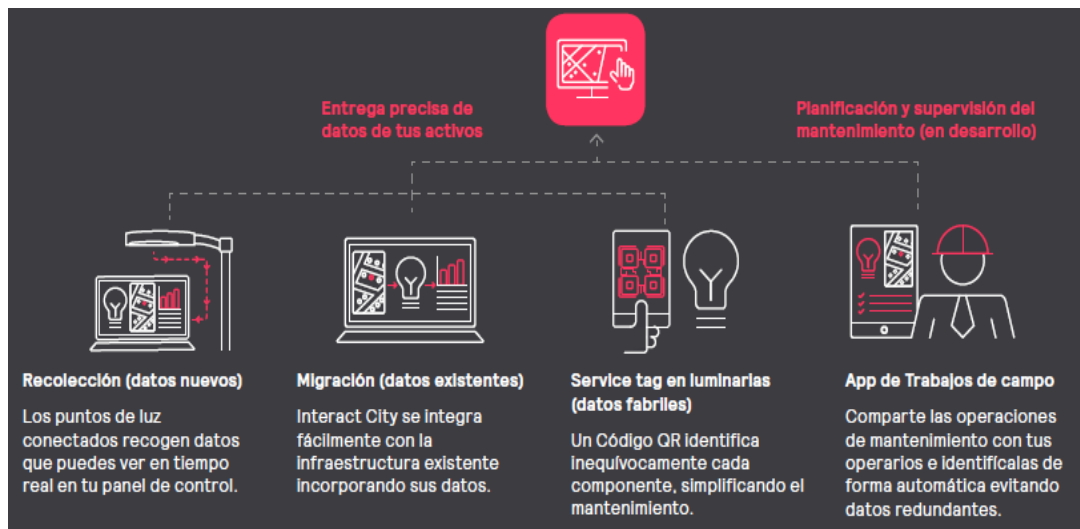 Entrega precisa de
datos de tus activos
Planificación y supervisión del
mantenimiento (en desarrollo)
Recolección (datos nuevos)
Los puntos de luz
conectados recogen datos
que puedes ver en tiempo
real en tu panel de control.
Migración (datos existentes)
Interact City se integra
fácilmente con la
infraestructura existente
incorporando sus datos.
Service tag en luminarias
(datos fabriles)
Un Código QR identifica
inequívocamente cada
componente, simplificando el
mantenimiento.
App de Trabajos de campo
Comparte las operaciones
de mantenimiento con tus
operarios e identifícalas de
forma automática evitando
datos redundantes.